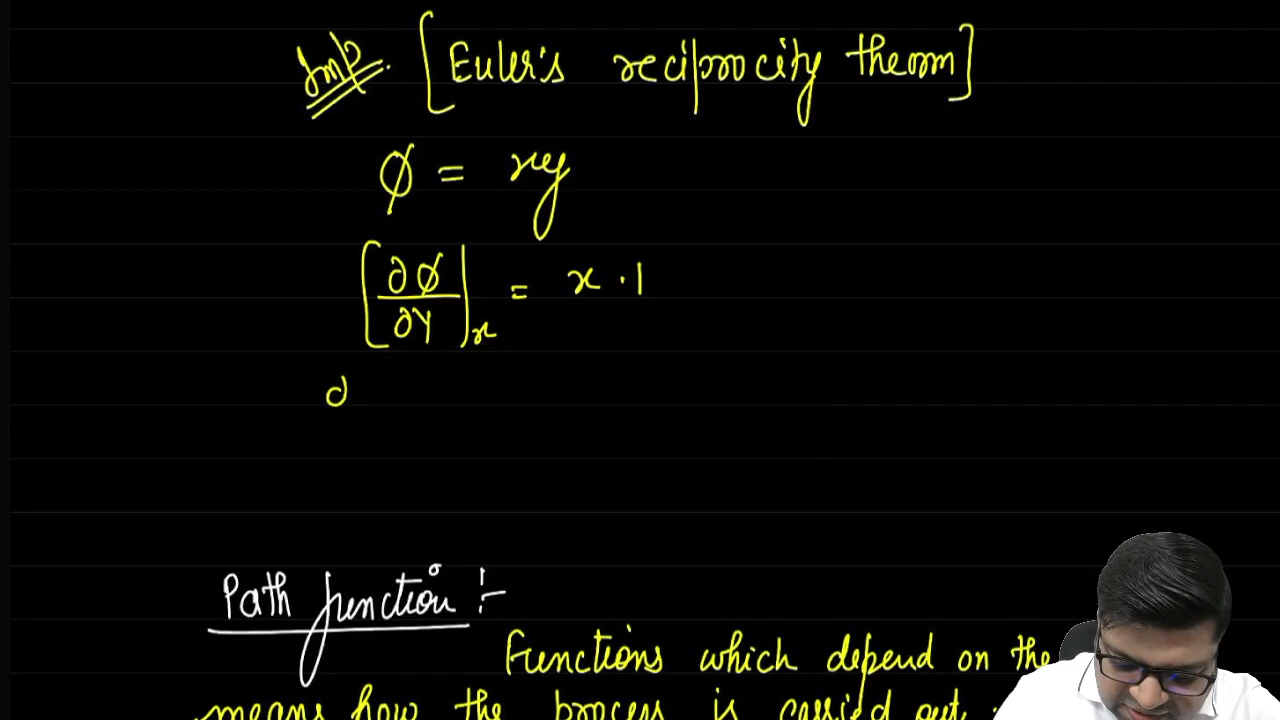 Imp. [Euler's reciprocity theorm]
ϕ = xy
[∂ϕ/∂y]x = x · 1
∂
Path function :-
Functions which depend on the
means how the process is carried out